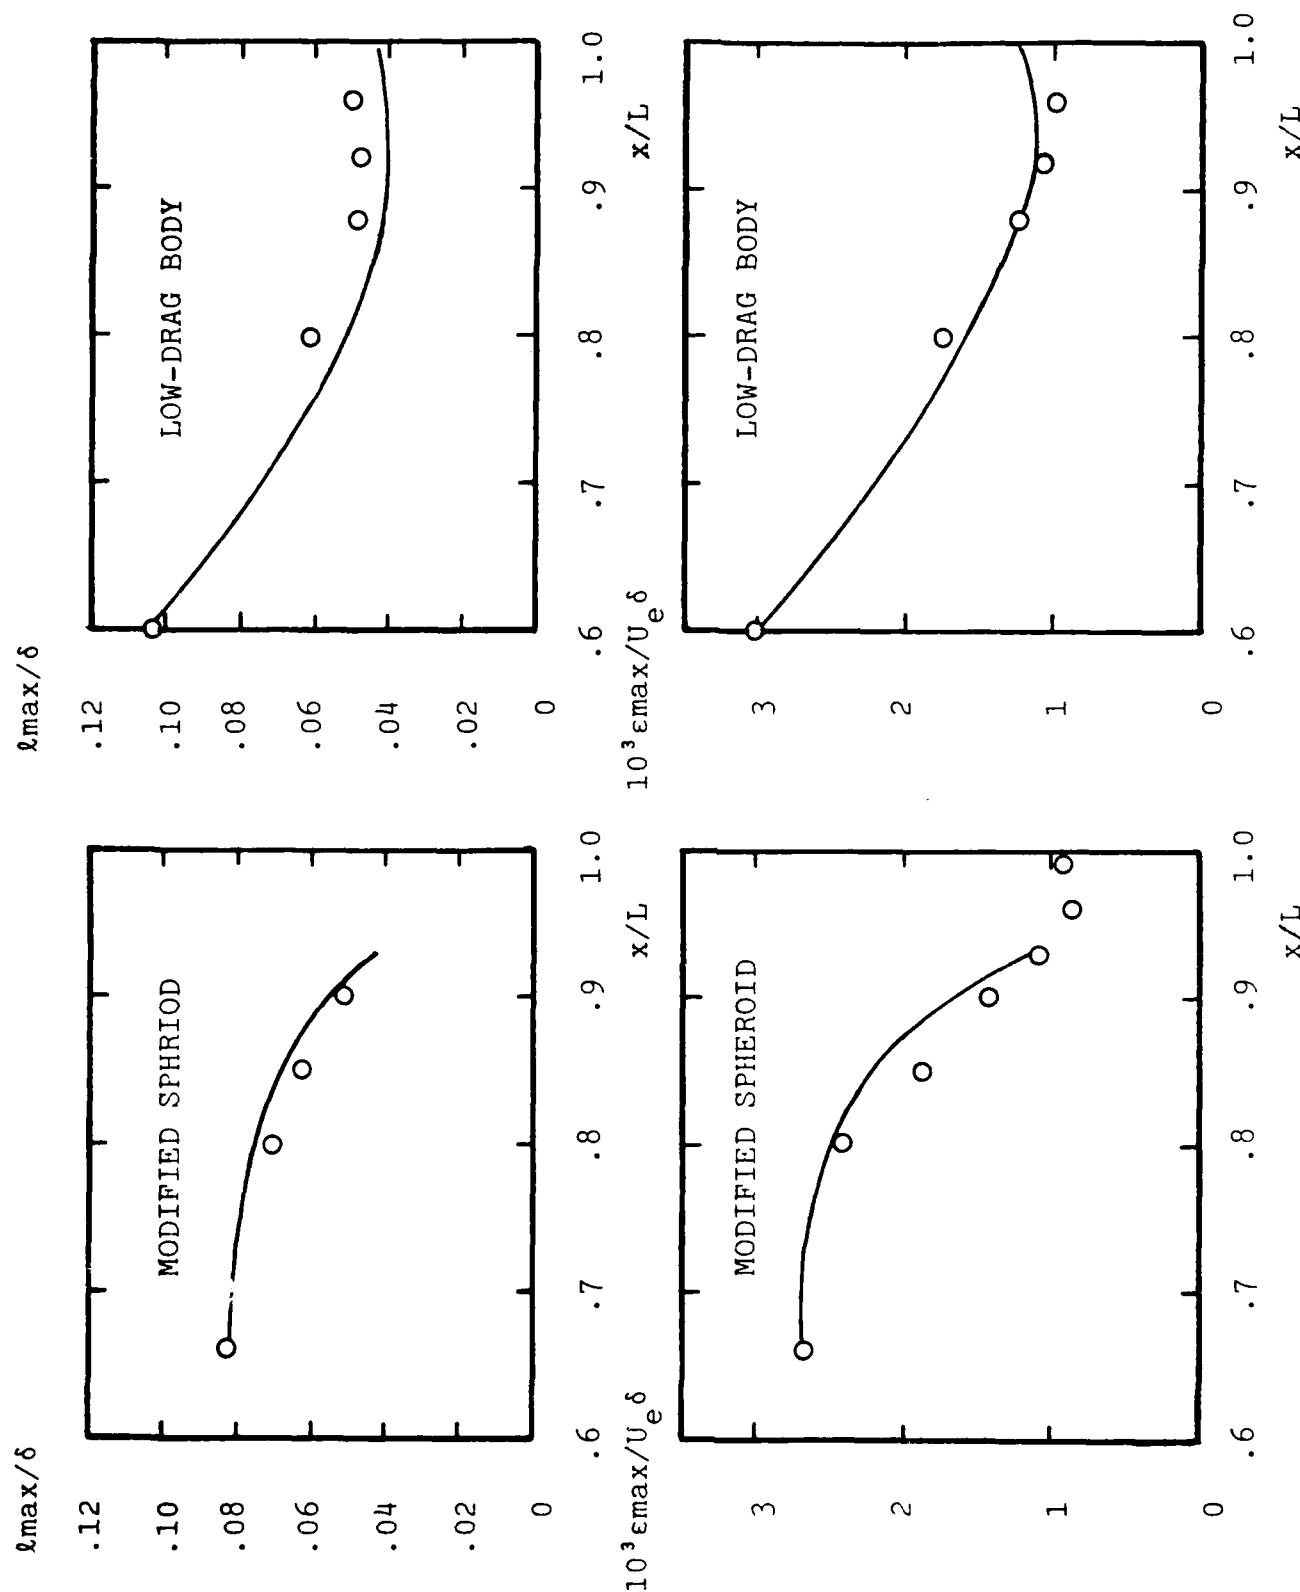 ℓmax/δ
.12
MODIFIED SPHRIOD
.10
.08
.06
.04
.02
0
.6 .7 .8 .9 1.0
x/L
ℓmax/δ
.12
LOW-DRAG BODY
.10
.08
.06
.04
.02
0
.6 .7 .8 .9 1.0
x/L
10³εmax/Uₑδ
MODIFIED SPHEROID
3
2
1
0
.6 .7 .8 .9 1.0
x/L
10³εmax/Uₑδ
LOW-DRAG BODY
3
2
1
0
.6 .7 .8 .9 1.0
x/L